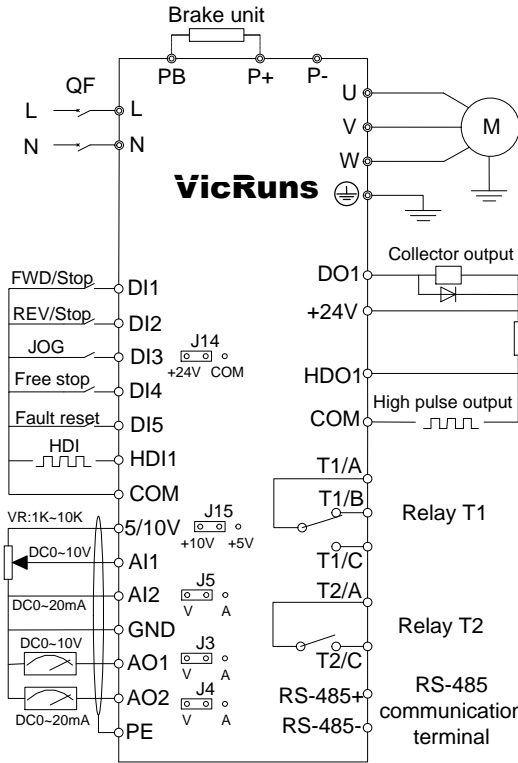 Brake unit
PB
P+
P-
QF
L
L
N
N
U
V
W
M
VicRuns
FWD/Stop
DI1
REV/Stop
DI2
JOG
DI3
J14
+24V COM
Free stop
DI4
Fault reset
DI5
HDI
HDI1
COM
VR:1K~10K
5/10V
J15
+10V +5V
DC0~10V
AI1
AI2
J5
V A
DC0~20mA
GND
DC0~10V
AO1
J3
V A
AO2
J4
V A
DC0~20mA
PE
Collector output
DO1
+24V
HDO1
High pulse output
COM
T1/A
T1/B
Relay T1
T1/C
T2/A
Relay T2
T2/C
RS-485+
RS-485-
RS-485
communication
terminal